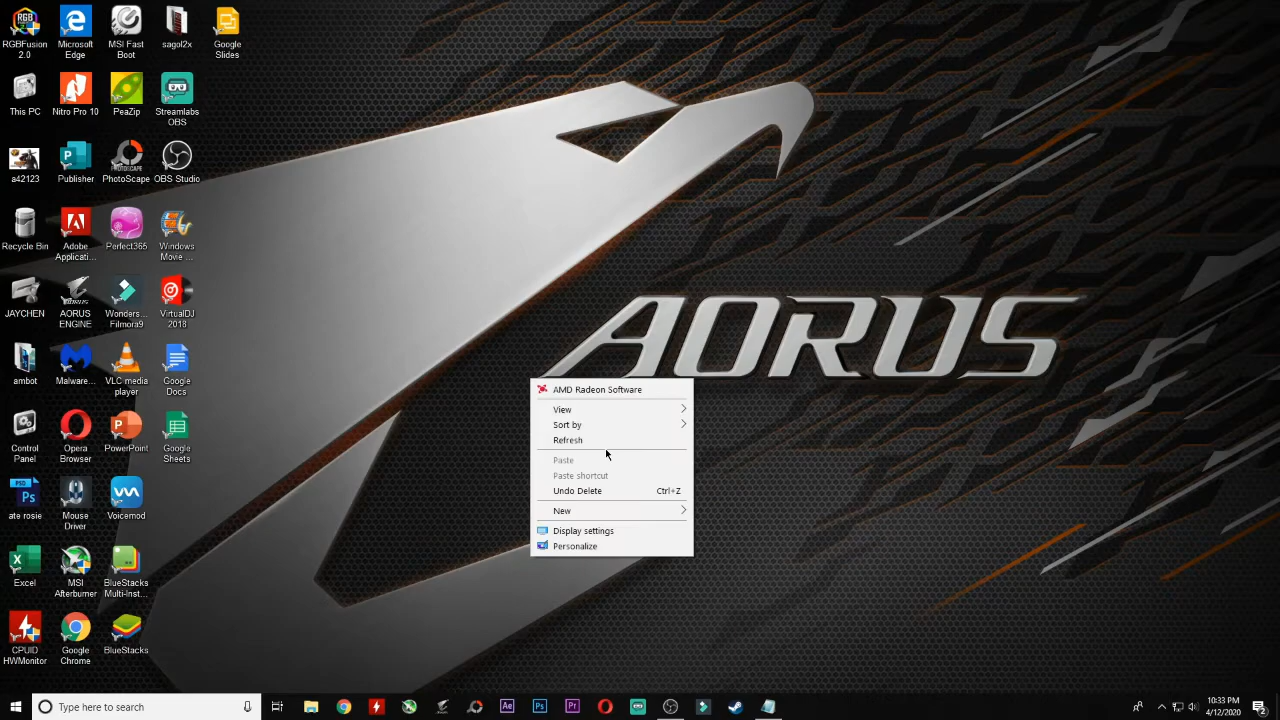 RGBFusion
2.0
Microsoft
Edge
MSI Fast
Boot
sagol2x
Google
Slides
This PC
Nitro Pro 10
PeaZip
Streamlabs
OBS
a42123
Publisher
PhotoScape
OBS Studio
Recycle Bin
Adobe
Applicati...
Perfect365
Windows
Movie ...
JAYCHEN
AORUS
ENGINE
Wonders...
Filmora9
VirtualDJ
2018
ambot
Malware...
VLC media
player
Google
Docs
Control
Panel
Opera
Browser
PowerPoint
Google
Sheets
ate rosie
Mouse
Driver
Voicemod
Excel
MSI
Afterburner
BlueStacks
Multi-Inst...
CPUID
HWMonitor
Google
Chrome
BlueStacks
AORUS
AMD Radeon Software
View
Sort by
Refresh
Paste
Paste shortcut
Undo Delete Ctrl+Z
New
Display settings
Personalize
Type here to search
10:33 PM
4/12/2020